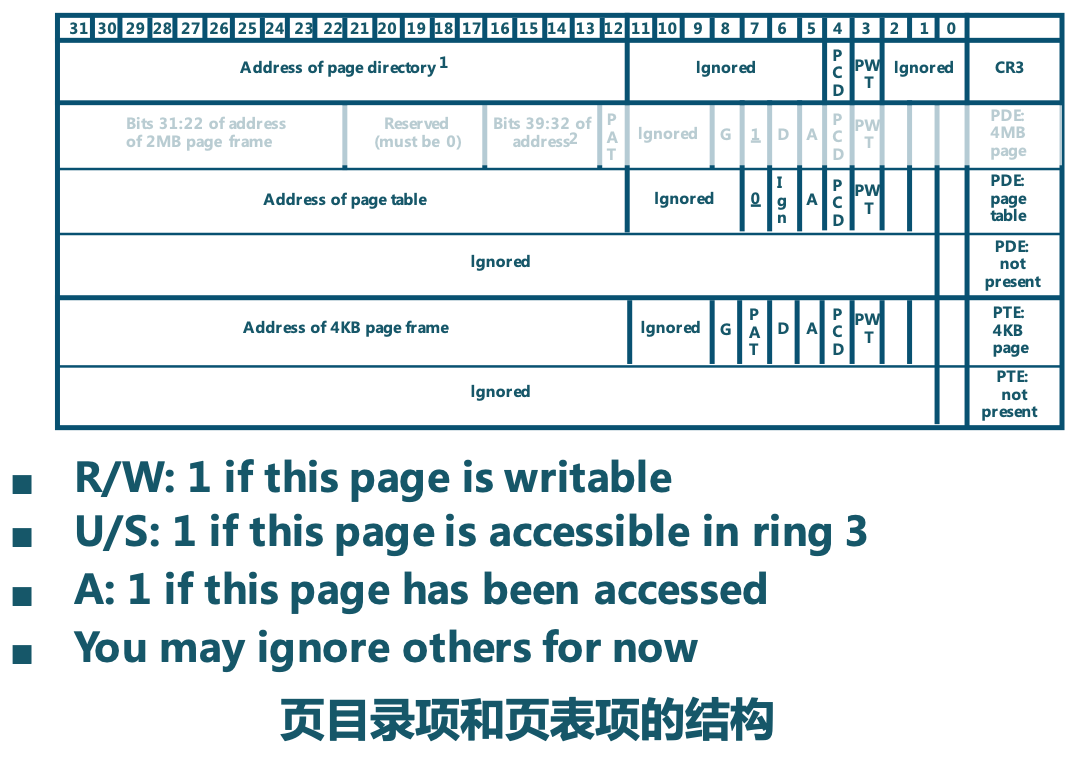 31 30 29 28 27 26 25 24 23 22 21 20 19 18 17 16 15 14 13 12 11 10 9 8 7 6 5 4 3 2 1 0
Address of page directory 1 Ignored PCD PWT Ignored CR3
Bits 31:22 of address of 2MB page frame Reserved (must be 0) Bits 39:32 of address2 PAT Ignored G 1 D A PCD PWT PDE: 4MB page
Address of page table Ignored 0 Ign A PCD PWT PDE: page table
Ignored PDE: not present
Address of 4KB page frame Ignored G PAT D A PCD PWT PTE: 4KB page
Ignored PTE: not present
■ R/W: 1 if this page is writable
■ U/S: 1 if this page is accessible in ring 3
■ A: 1 if this page has been accessed
■ You may ignore others for now
页目录项和页表项的结构